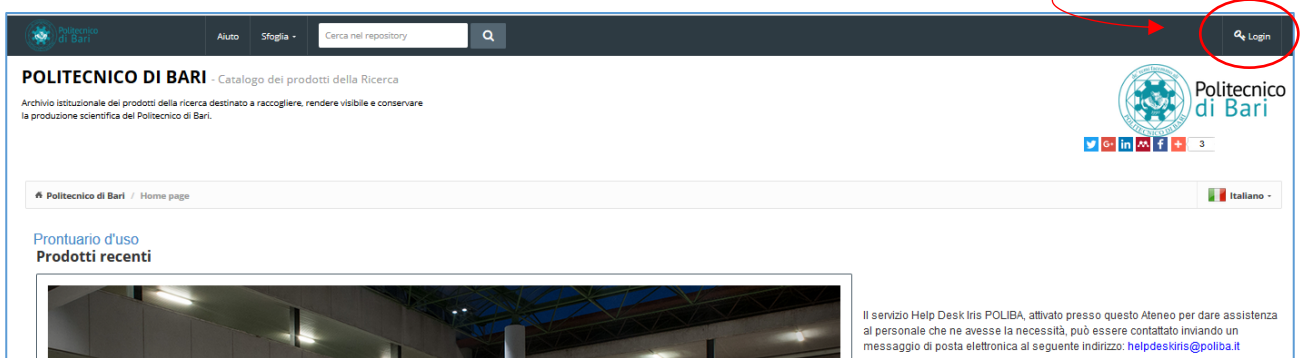 Politecnico
di Bari
Aiuto Sfoglia Cerca nel repository Login
POLITECNICO DI BARI - Catalogo dei prodotti della Ricerca
Archivio istituzionale dei prodotti della ricerca destinato a raccogliere, rendere visibile e conservare
la produzione scientifica del Politecnico di Bari.
Politecnico
di Bari
3
Politecnico di Bari / Home page Italiano
Prontuario d'uso
Prodotti recenti
Il servizio Help Desk Iris POLIBA, attivato presso questo Ateneo per dare assistenza
al personale che ne avesse la necessità, può essere contattato inviando un
messaggio di posta elettronica al seguente indirizzo: helpdeskiris@poliba.it